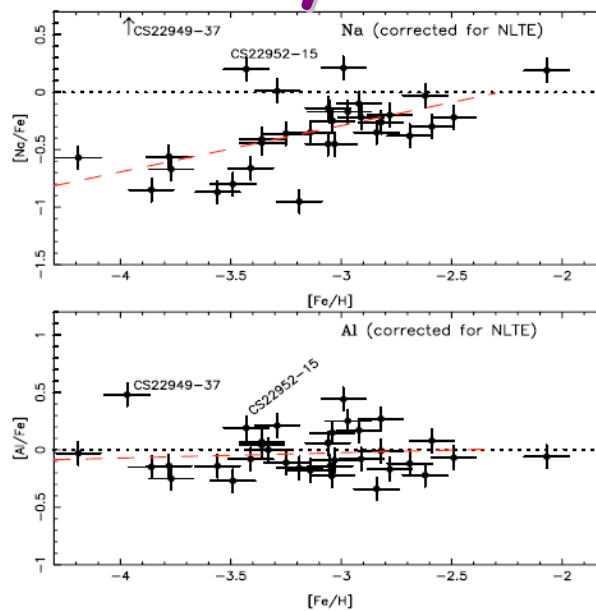 CS22949-37
Na (corrected for NLTE)
CS22952-15
[Na/Fe]
0.5
0
-0.5
-1
-1.5
-4
-3.5
-3
-2.5
-2
[Fe/H]
Al (corrected for NLTE)
CS22949-37
CS22952-15
[Al/Fe]
1
0.5
0
-0.5
-1
-4
-3.5
-3
-2.5
-2
[Fe/H]